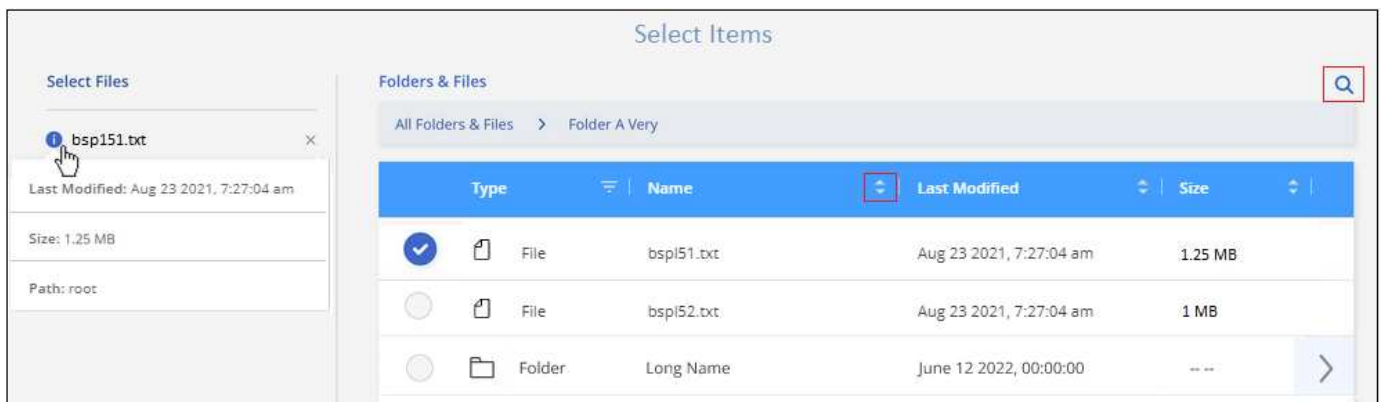 Select Items
Select Files
bsp151.txt
Last Modified: Aug 23 2021, 7:27:04 am
Size: 1.25 MB
Path: root
Folders & Files
All Folders & Files > Folder A Very
Type Name Last Modified Size
File bspl51.txt Aug 23 2021, 7:27:04 am 1.25 MB
File bspl52.txt Aug 23 2021, 7:27:04 am 1 MB
Folder Long Name June 12 2022, 00:00:00 -- --